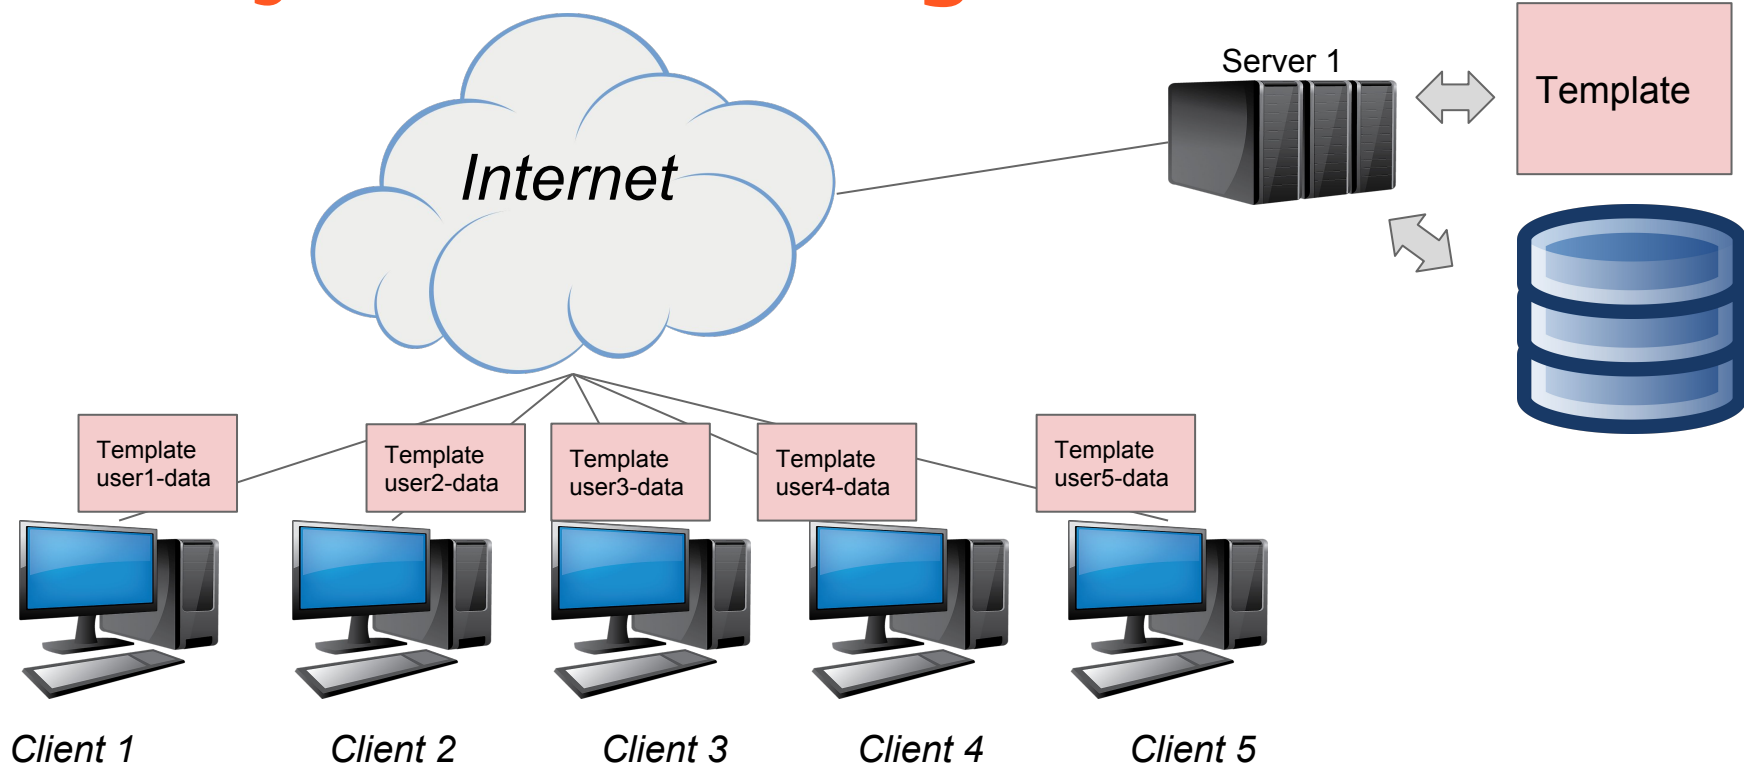 Internet
Server 1
Template
Template
user1-data
Template
user2-data
Template
user3-data
Template
user4-data
Template
user5-data
Client 1
Client 2
Client 3
Client 4
Client 5